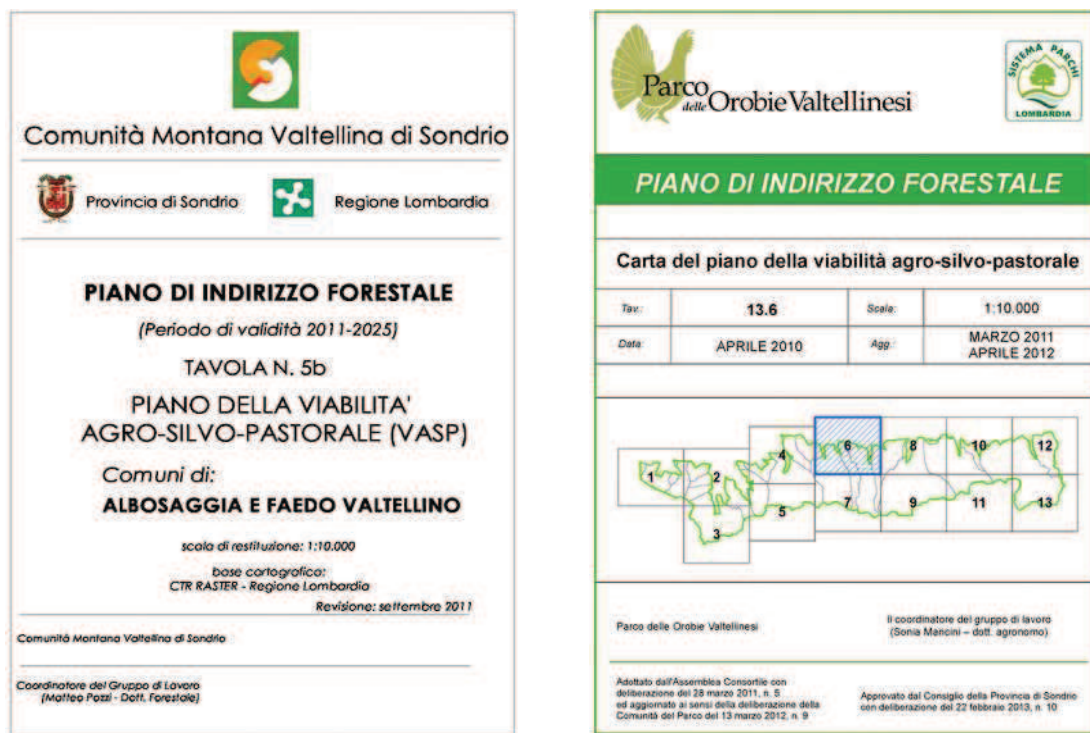 Comunità Montana Valtellina di Sondrio
Provincia di Sondrio
Regione Lombardia
PIANO DI INDIRIZZO FORESTALE
(Periodo di validità 2011-2025)
TAVOLA N. 5b
PIANO DELLA VIABILITA'
AGRO-SILVO-PASTORALE (VASP)
Comuni di:
ALBOSAGGIA E FAEDO VALTELLINO
scala di restituzione: 1:10.000
base cartografica:
CTR RASTER - Regione Lombardia
Revisione: settembre 2011
Comunità Montana Valtellina di Sondrio
Coordinatore del Gruppo di Lavoro
(Matteo Pozzi - Dott. Forestale)
Parco
delle Orobie Valtellinesi
SISTEMA PARCHI
LOMBARDIA
PIANO DI INDIRIZZO FORESTALE
Carta del piano della viabilità agro-silvo-pastorale
Tav.: 13.6 Scala: 1:10.000
Data: APRILE 2010 Agg.: MARZO 2011
APRILE 2012
1
2
3
4
5
6
7
8
9
10
11
12
13
Parco delle Orobie Valtellinesi
Il coordinatore del gruppo di lavoro
(Sonia Mancini – dott. agronomo)
Adottato dall'Assemblea Consortile con
deliberazione del 28 marzo 2011, n. 5
ed aggiornato ai sensi della deliberazione della
Comunità del Parco del 13 marzo 2012, n. 9
Approvato dal Consiglio della Provincia di Sondrio
con deliberazione del 22 febbraio 2013, n. 10